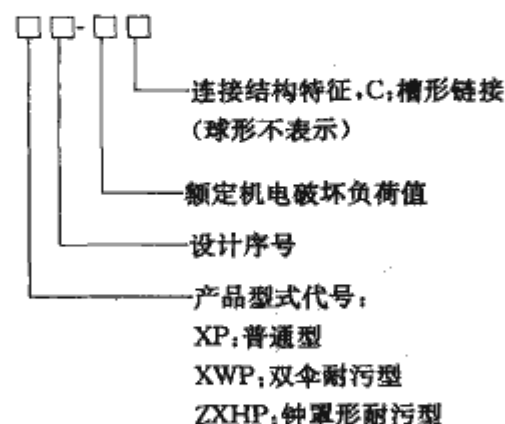 □□-□□
连接结构特征,C:槽形链接
(球形不表示)
额定机电破坏负荷值
设计序号
产品型式代号:
XP:普通型
XWP:双伞耐污型
ZXHP:钟罩形耐污型